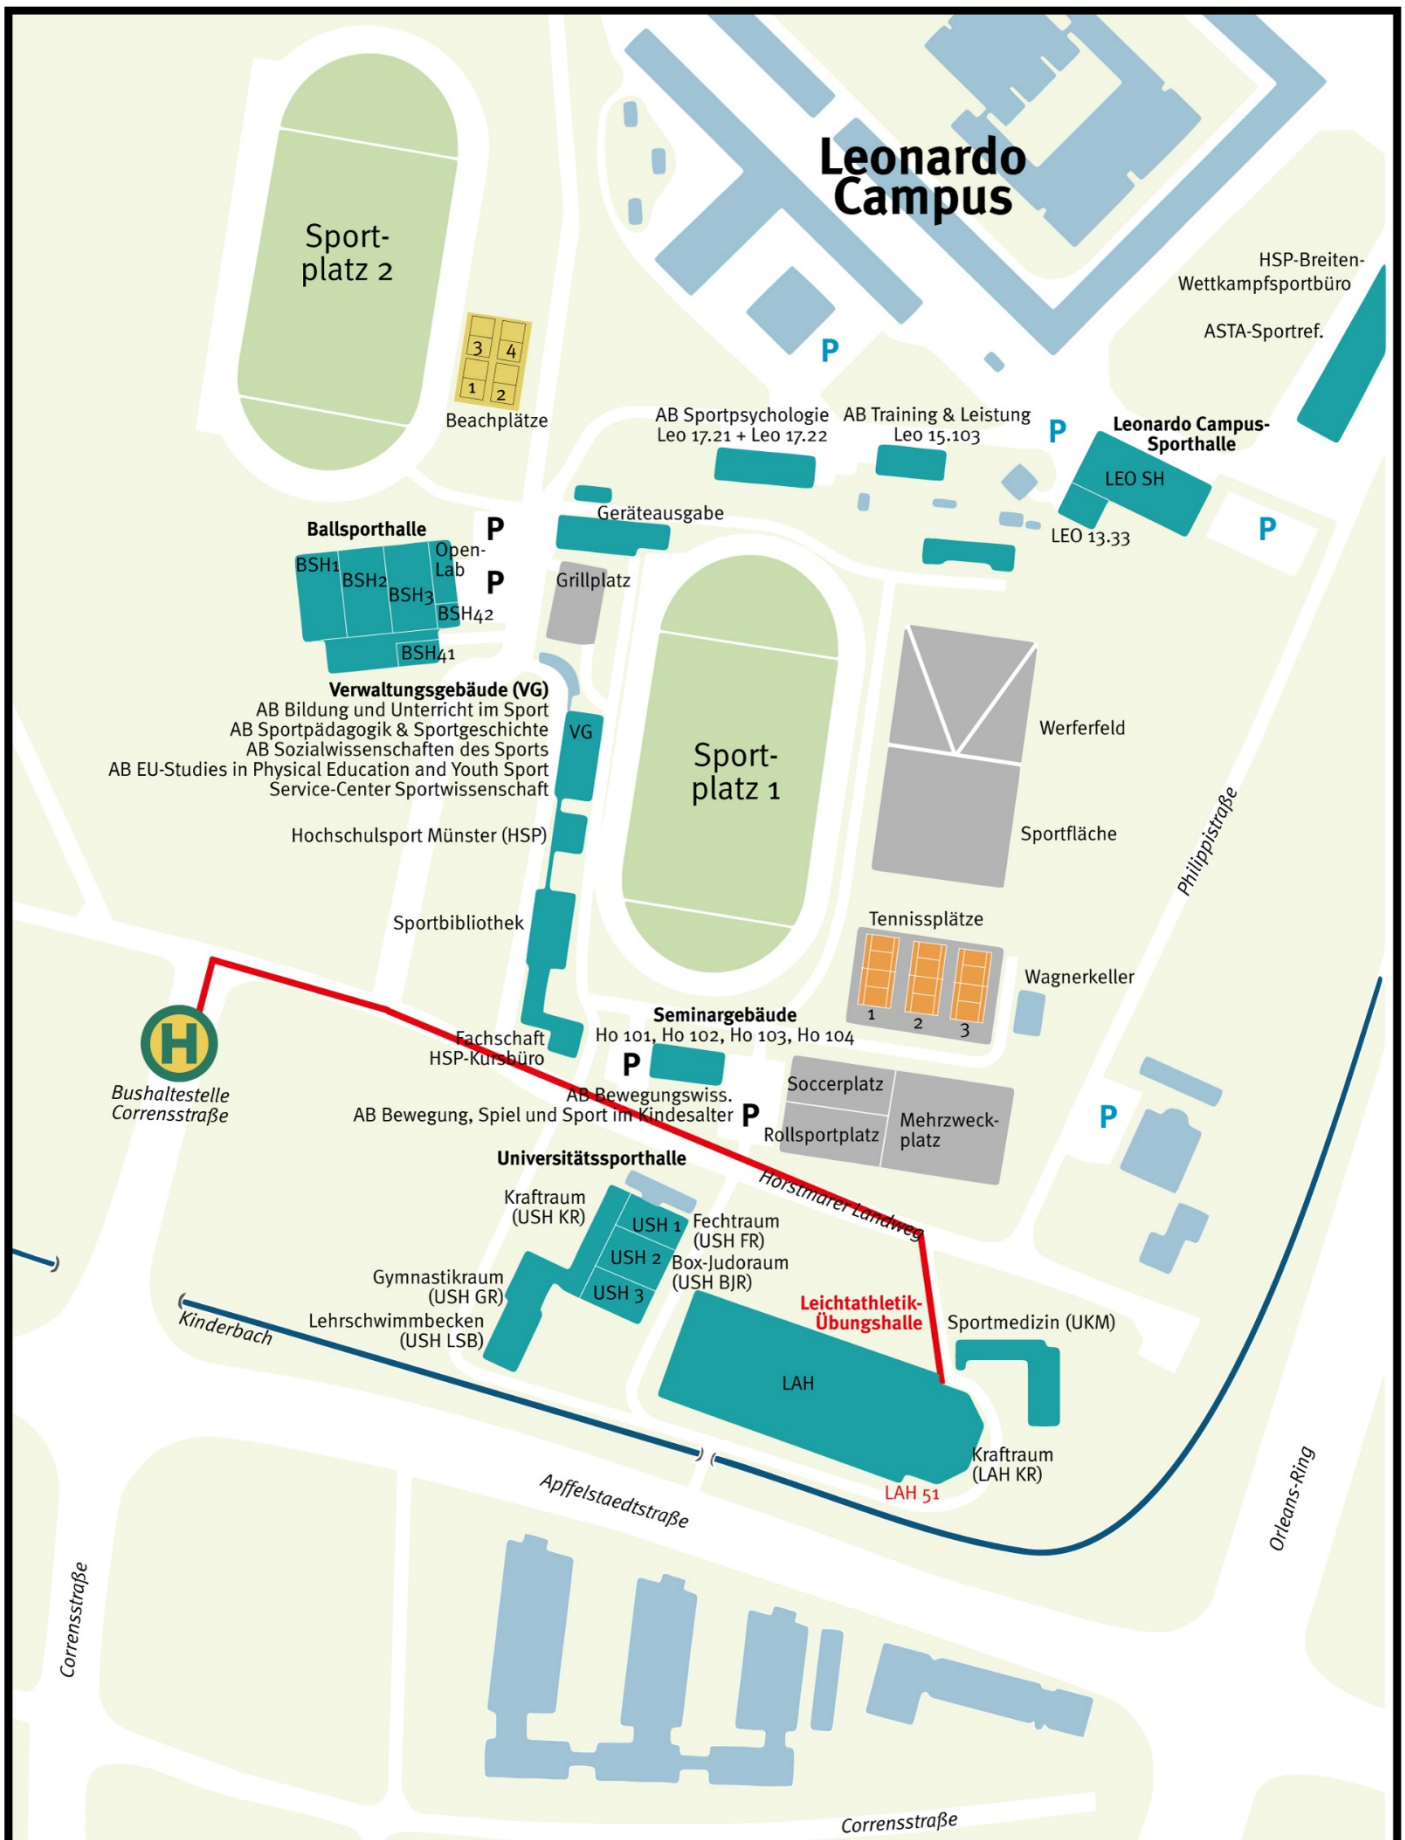 Leonardo
Campus
Sport-
platz 2
HSP-Breiten-
Wettkampfsportbüro
ASTA-Sportref.
3
4
1
2
Beachplätze
P
AB Sportpsychologie
Leo 17.21 + Leo 17.22
AB Training & Leistung
Leo 15.103
P
Leonardo Campus-
Sporthalle
LEO SH
LEO 13.33
P
Geräteausgabe
Ballsporthalle
P
BSH1
BSH2
BSH3
Open-
Lab
BSH42
BSH41
P
Grillplatz
Verwaltungsgebäude (VG)
AB Bildung und Unterricht im Sport
AB Sportpädagogik & Sportgeschichte
AB Sozialwissenschaften des Sports
AB EU-Studies in Physical Education and Youth Sport
Service-Center Sportwissenschaft
VG
Hochschulsport Münster (HSP)
Sport-
platz 1
Werferfeld
Sportfläche
Philippistraße
Sportbibliothek
Tennissplätze
1
2
3
Wagnerkeller
Bushaltestelle
Corrensstraße
H
Fachschaft
HSP-Kursbüro
Seminargebäude
Ho 101, Ho 102, Ho 103, Ho 104
P
AB Bewegungswiss.
AB Bewegung, Spiel und Sport im Kindesalter
P
Soccerplatz
Rollsportplatz
Mehrzweck-
platz
P
Horstmarer Landweg
Universitätssporthalle
Kraftraum
(USH KR)
USH 1
USH 2
USH 3
Fechtraum
(USH FR)
Box-Judoraum
(USH BJR)
Gymnastikraum
(USH GR)
Lehrschwimmbecken
(USH LSB)
Kinderbach
Leichtathletik-
Übungshalle
Sportmedizin (UKM)
LAH
Kraftraum
(LAH KR)
LAH 51
Apffelstaedtstraße
Orleans-Ring
Corrensstraße
Corrensstraße